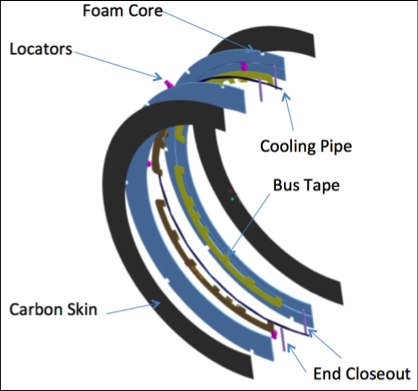 Foam Core
Locators
Cooling Pipe
Bus Tape
Carbon Skin
End Closeout